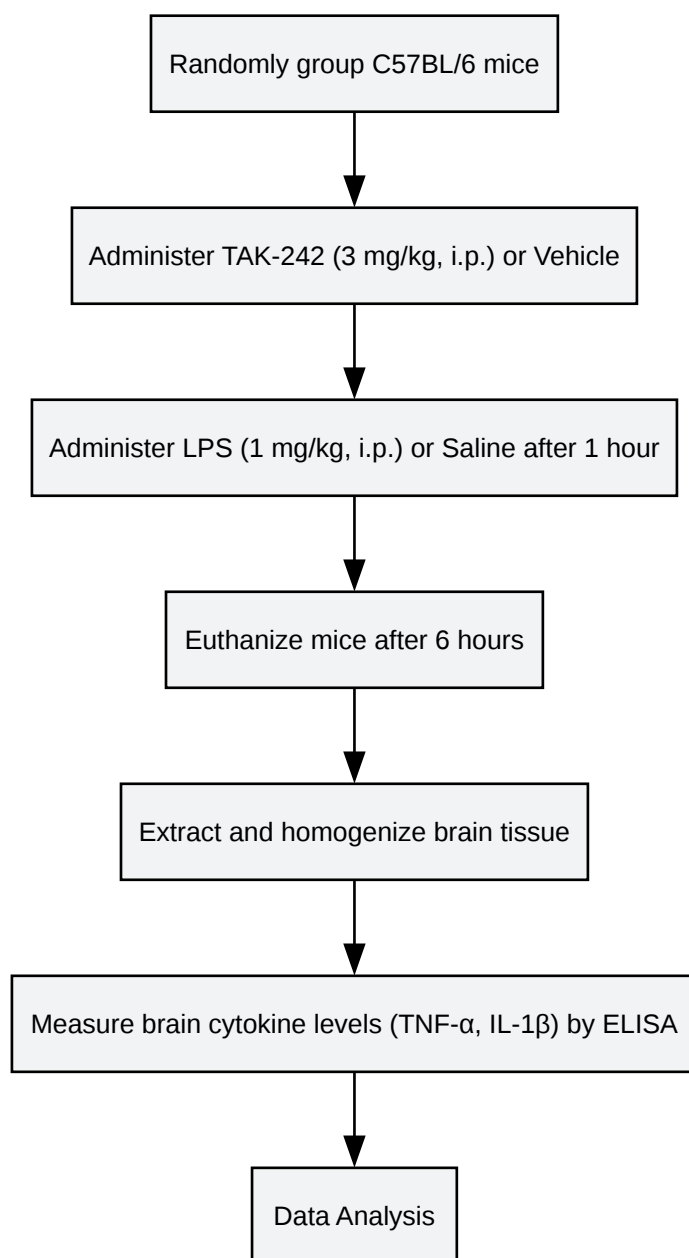 Randomly group C57BL/6 mice
Administer TAK-242 (3 mg/kg, i.p.) or Vehicle
Administer LPS (1 mg/kg, i.p.) or Saline after 1 hour
Euthanize mice after 6 hours
Extract and homogenize brain tissue
Measure brain cytokine levels (TNF-α, IL-1β) by ELISA
Data Analysis